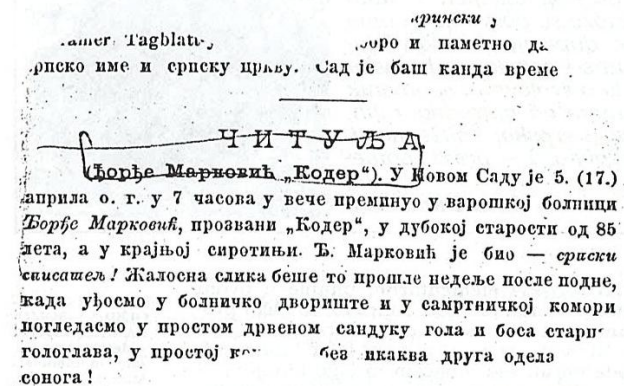 арински
Tagblatt
оро и паметно да
рпско име и српску цркву. Сад је баш канда време
ЧИТУЉА.
(Ђорђе Марковић „Кодер“). У Новом Саду је 5. (17.)
априла о. г. у 7 часова у вече преминуо у варошкој болници
Ђорђе Марковић, прозвани „Кодер“, у дубокој старости од 85
лета, а у крајњој сиротињи. Ђ. Марковић је био — српски
списатељ! Жалосна слика беше то прошле недеље после подне,
када уђосмо у болничко двориште и у самртничкој комори
погледасмо у простом дрвеном сандуку гола и боса
гологлава, у простој без икаква друга одела
сонога!